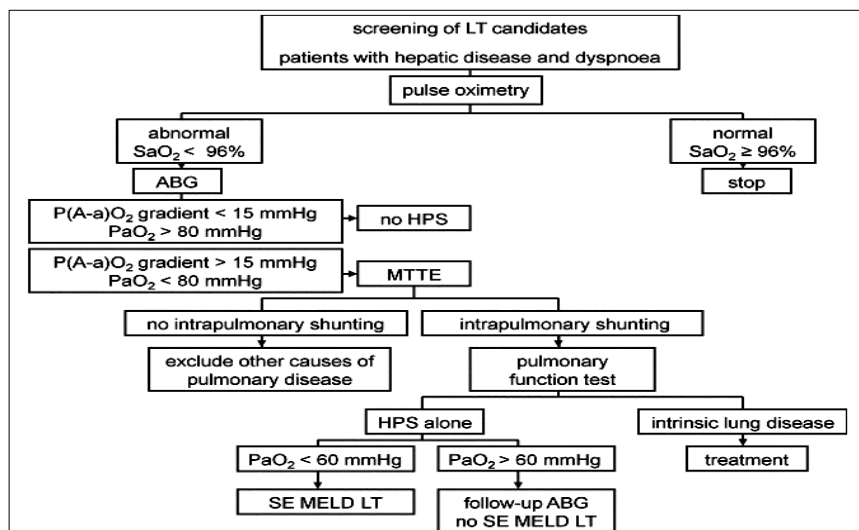 screening of LT candidates
patients with hepatic disease and dyspnoea
pulse oximetry
abnormal
SaO₂ < 96%
normal
SaO₂ ≥ 96%
ABG
stop
P(A-a)O₂ gradient < 15 mmHg
PaO₂ > 80 mmHg
no HPS
P(A-a)O₂ gradient > 15 mmHg
PaO₂ < 80 mmHg
MTTE
no intrapulmonary shunting
intrapulmonary shunting
exclude other causes of
pulmonary disease
pulmonary
function test
HPS alone
intrinsic lung disease
PaO₂ < 60 mmHg
PaO₂ > 60 mmHg
treatment
SE MELD LT
follow-up ABG
no SE MELD LT